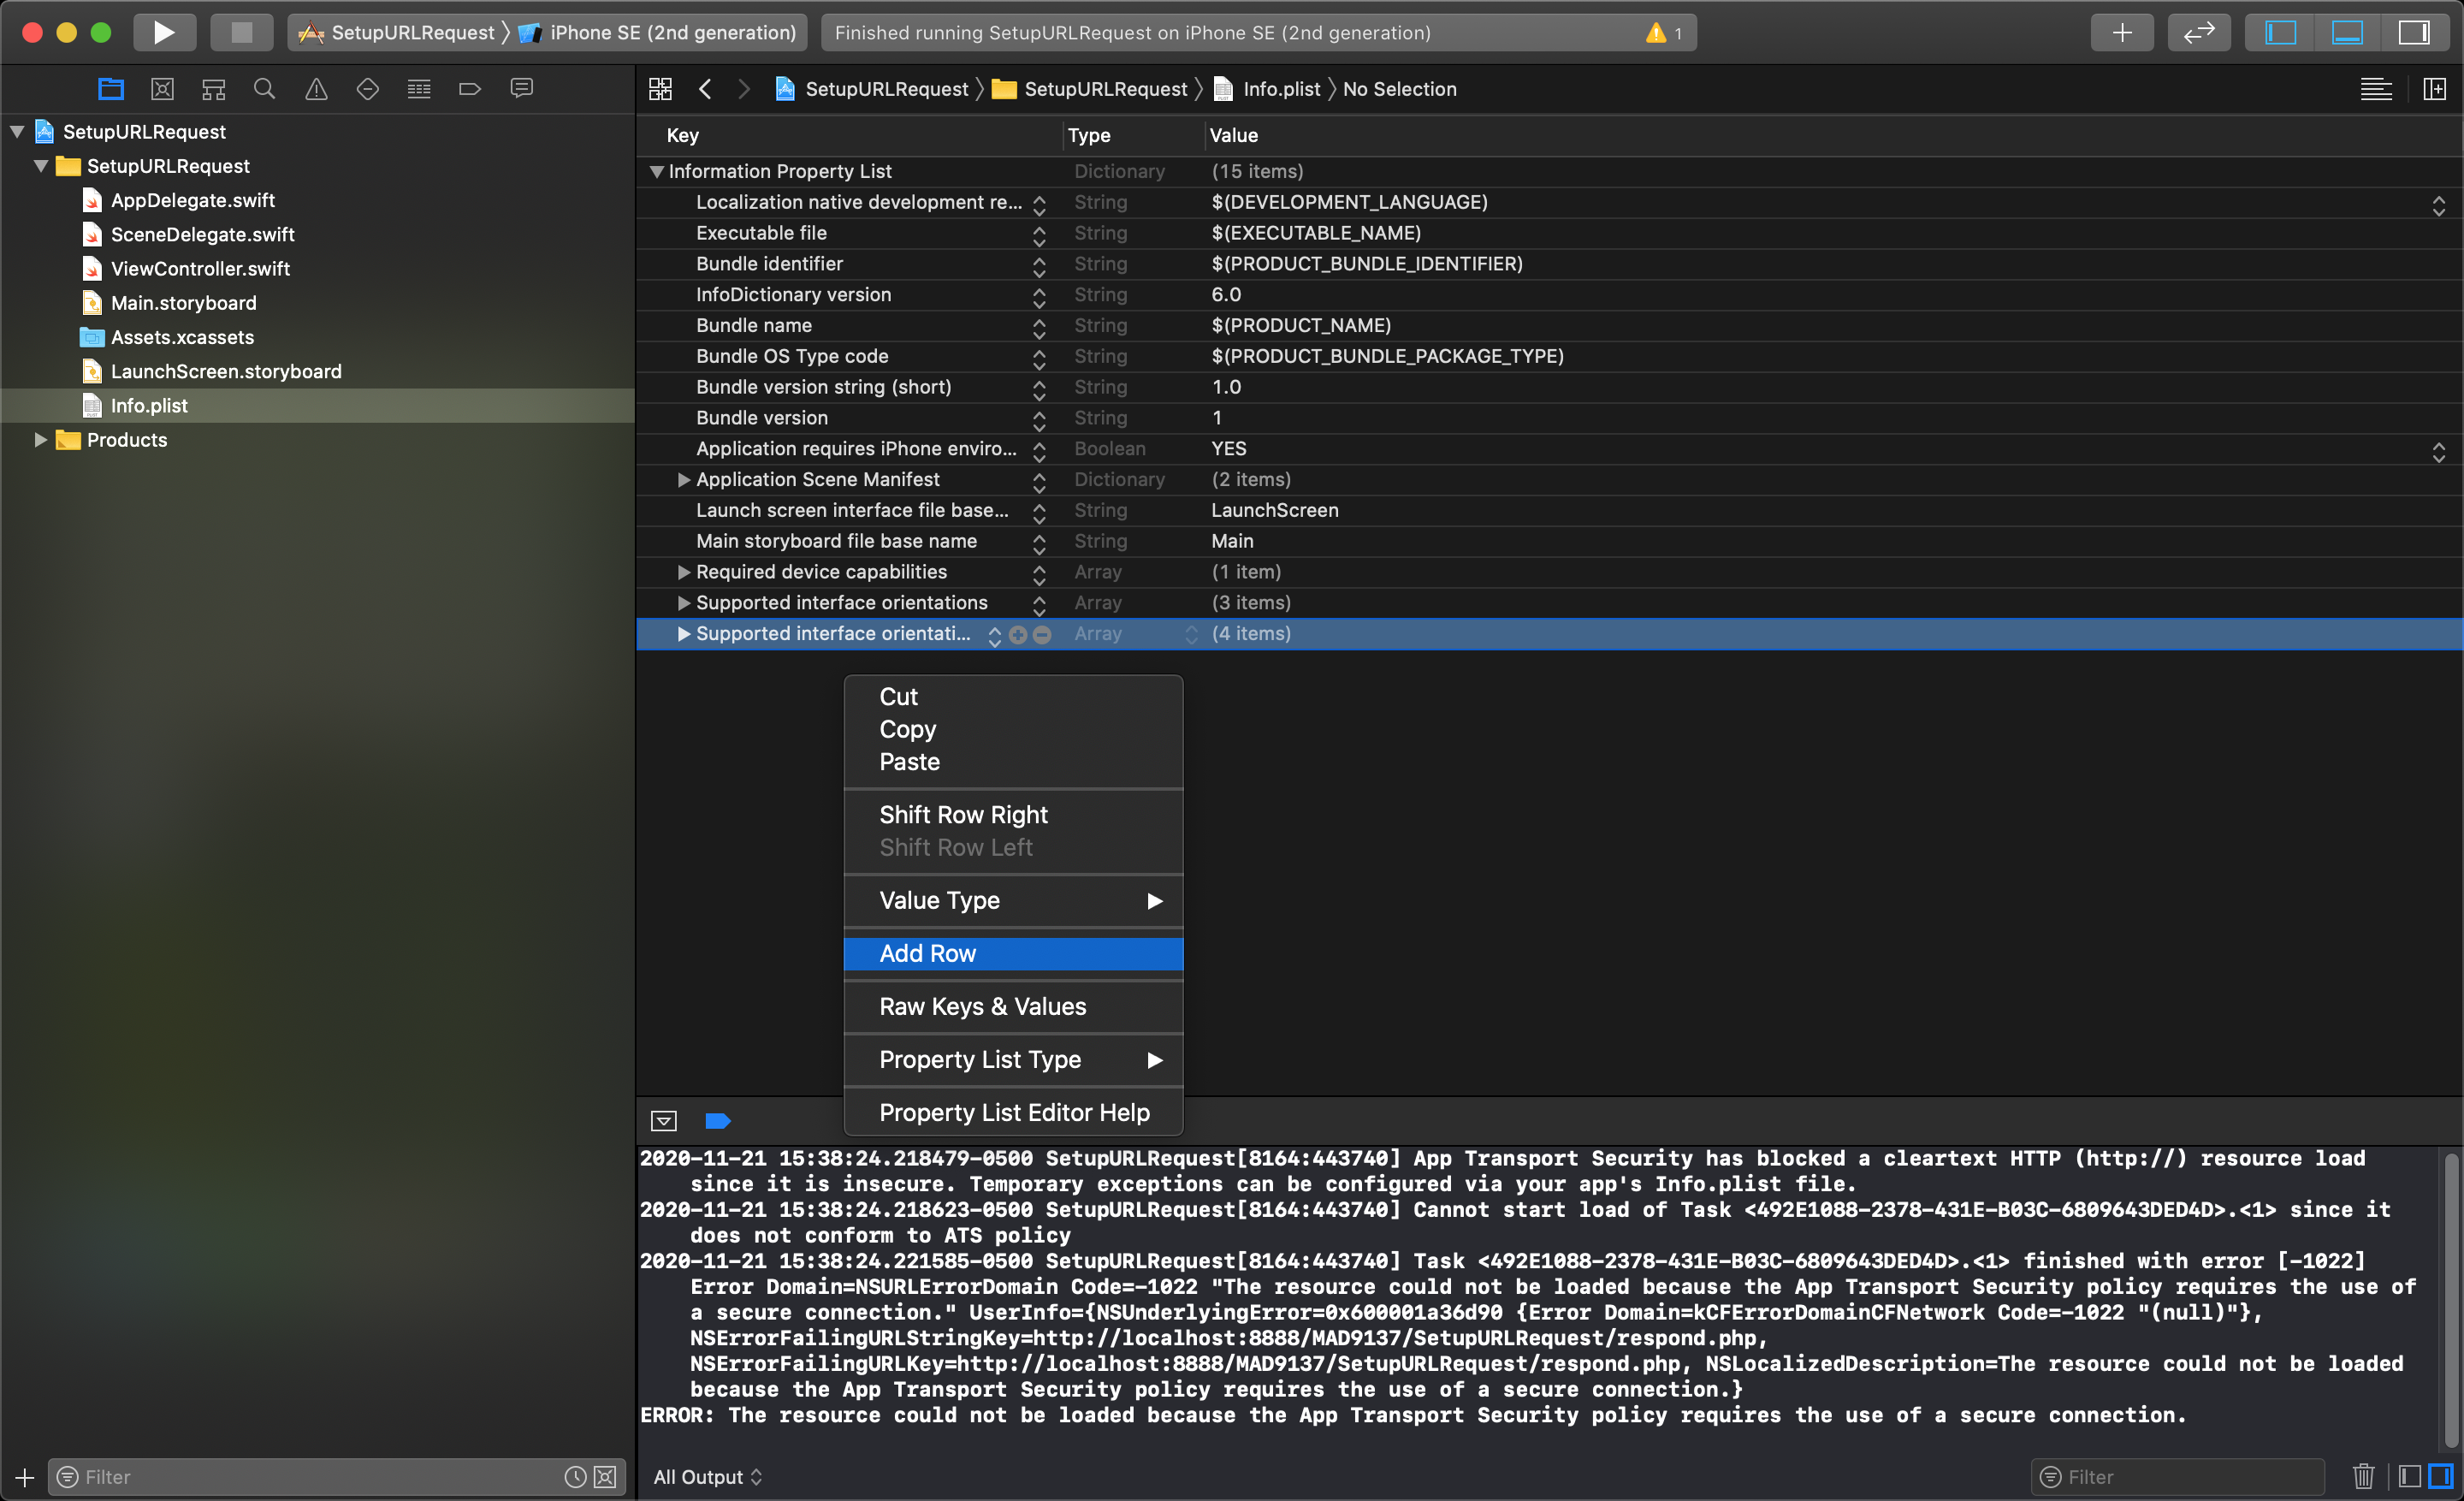 SetupURLRequest 〉 iPhone SE (2nd generation)
Finished running SetupURLRequest on iPhone SE (2nd generation)
1
SetupURLRequest 〉 SetupURLRequest 〉 Info.plist 〉 No Selection
SetupURLRequest
SetupURLRequest
AppDelegate.swift
SceneDelegate.swift
ViewController.swift
Main.storyboard
Assets.xcassets
LaunchScreen.storyboard
Info.plist
Products
Filter
Key Type Value
Information Property List Dictionary (15 items)
Localization native development re... String $(DEVELOPMENT_LANGUAGE)
Executable file String $(EXECUTABLE_NAME)
Bundle identifier String $(PRODUCT_BUNDLE_IDENTIFIER)
InfoDictionary version String 6.0
Bundle name String $(PRODUCT_NAME)
Bundle OS Type code String $(PRODUCT_BUNDLE_PACKAGE_TYPE)
Bundle version string (short) String 1.0
Bundle version String 1
Application requires iPhone enviro... Boolean YES
Application Scene Manifest Dictionary (2 items)
Launch screen interface file base... String LaunchScreen
Main storyboard file base name String Main
Required device capabilities Array (1 item)
Supported interface orientations Array (3 items)
Supported interface orientati... Array (4 items)
Cut
Copy
Paste
Shift Row Right
Shift Row Left
Value Type
Add Row
Raw Keys & Values
Property List Type
Property List Editor Help
2020-11-21 15:38:24.218479-0500 SetupURLRequest[8164:443740] App Transport Security has blocked a cleartext HTTP (http://) resource load
since it is insecure. Temporary exceptions can be configured via your app's Info.plist file.
2020-11-21 15:38:24.218623-0500 SetupURLRequest[8164:443740] Cannot start load of Task <492E1088-2378-431E-B03C-6809643DED4D>.<1> since it
does not conform to ATS policy
2020-11-21 15:38:24.221585-0500 SetupURLRequest[8164:443740] Task <492E1088-2378-431E-B03C-6809643DED4D>.<1> finished with error [-1022]
Error Domain=NSURLErrorDomain Code=-1022 "The resource could not be loaded because the App Transport Security policy requires the use of
a secure connection." UserInfo={NSUnderlyingError=0x600001a36d90 {Error Domain=kCFErrorDomainCFNetwork Code=-1022 "(null)"},
NSErrorFailingURLStringKey=http://localhost:8888/MAD9137/SetupURLRequest/respond.php,
NSErrorFailingURLKey=http://localhost:8888/MAD9137/SetupURLRequest/respond.php, NSLocalizedDescription=The resource could not be loaded
because the App Transport Security policy requires the use of a secure connection.}
ERROR: The resource could not be loaded because the App Transport Security policy requires the use of a secure connection.
All Output
Filter